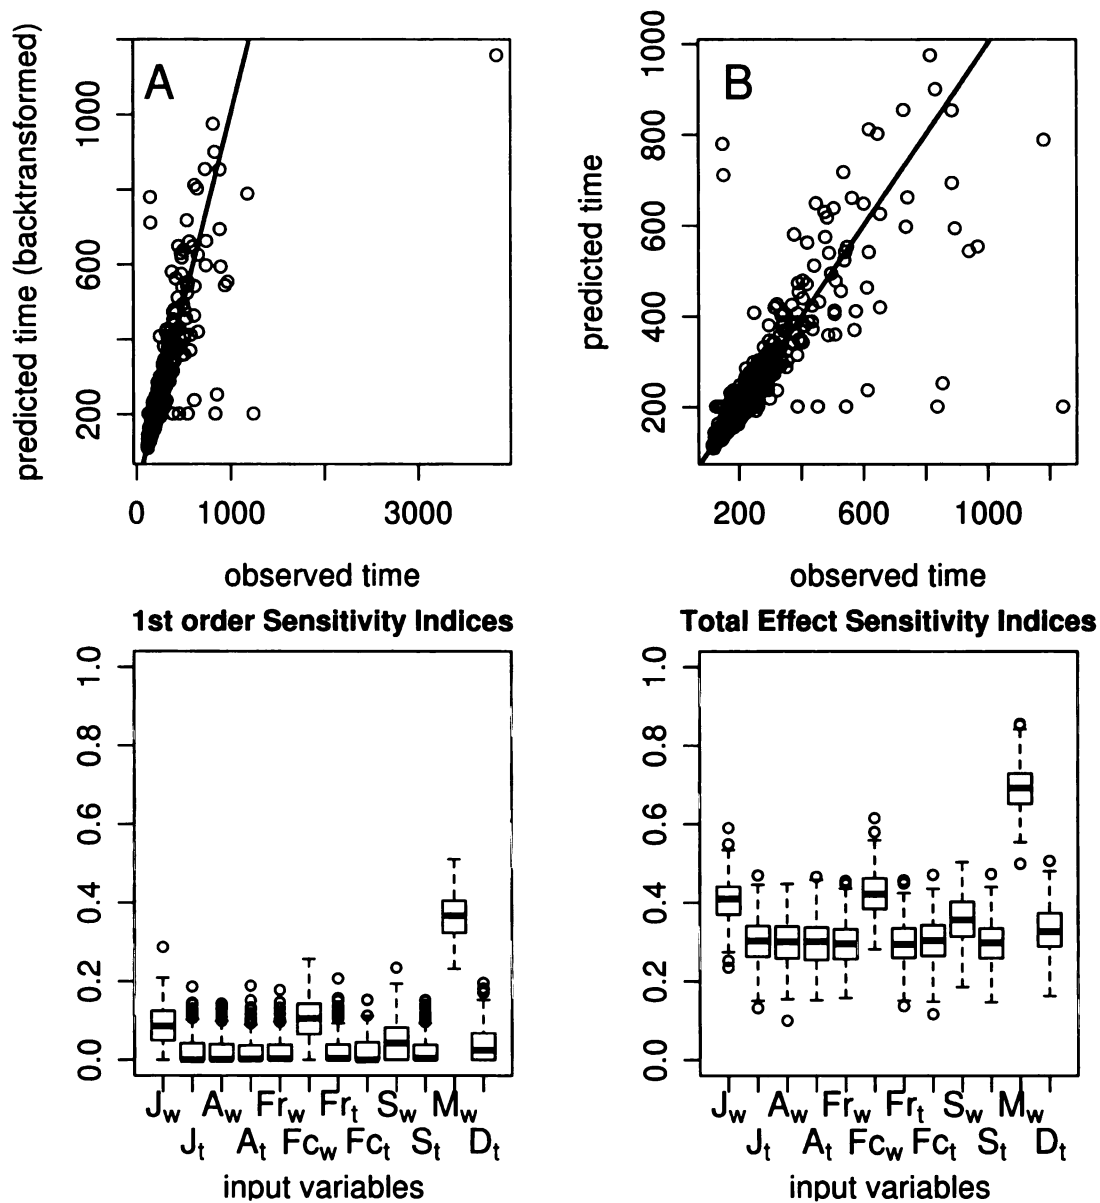 A
predicted time (backtransformed)
200
600
1000
0
1000
3000
observed time
B
predicted time
200
400
600
800
1000
200
600
1000
observed time
1st order Sensitivity Indices
0.0
0.2
0.4
0.6
0.8
1.0
Jw Aw Frw Frt Sw Mw
Jt At Fcw Fct St Dt
input variables
Total Effect Sensitivity Indices
0.0
0.2
0.4
0.6
0.8
1.0
Jw Aw Frw Frt Sw Mw
Jt At Fcw Fct St Dt
input variables